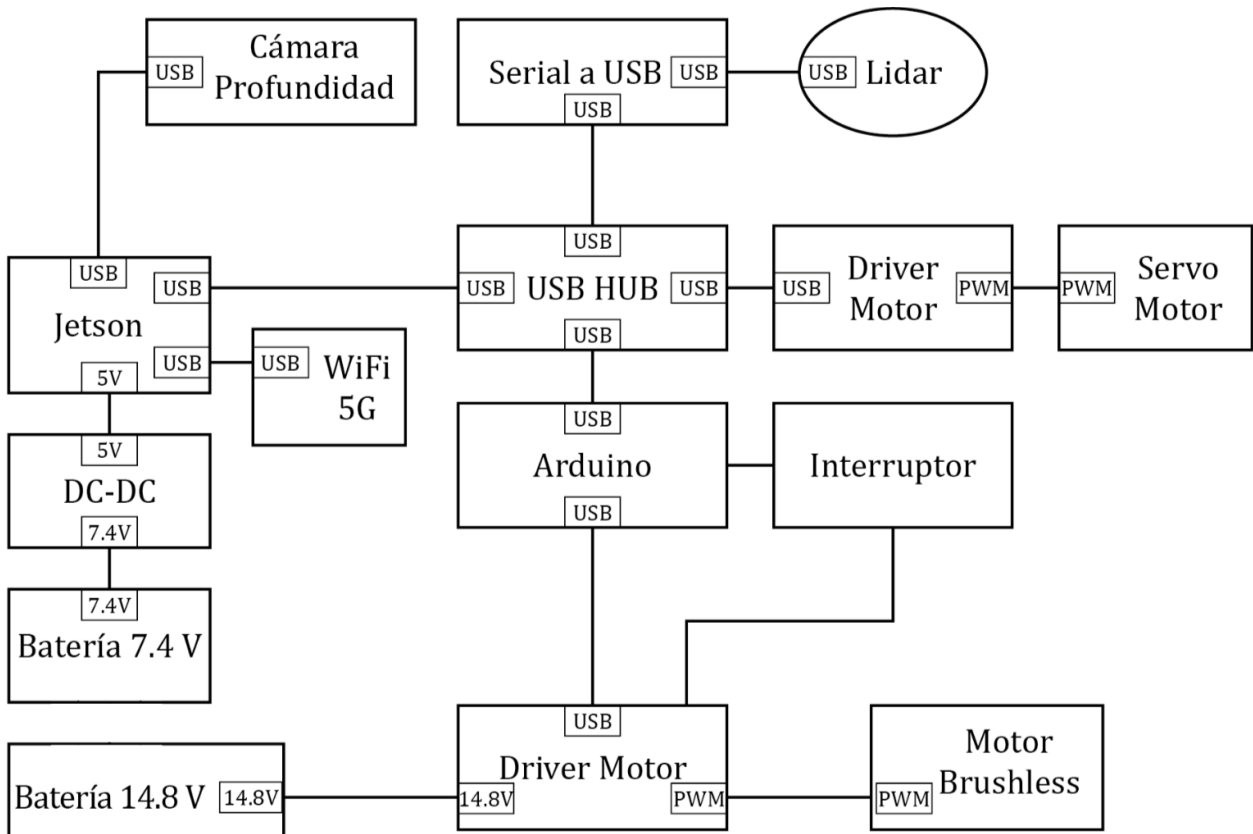 Cámara
Profundidad
USB
Serial a USB
USB
USB
USB
Lidar
USB
USB
Jetson
USB
5V
USB
USB
USB HUB
USB
USB
USB
Driver
Motor
PWM
PWM
Servo
Motor
USB
WiFi
5G
5V
DC-DC
7.4V
USB
Arduino
USB
Interruptor
7.4V
Batería 7.4 V
USB
Driver Motor
14.8V
PWM
Motor
Brushless
PWM
Batería 14.8 V
14.8V